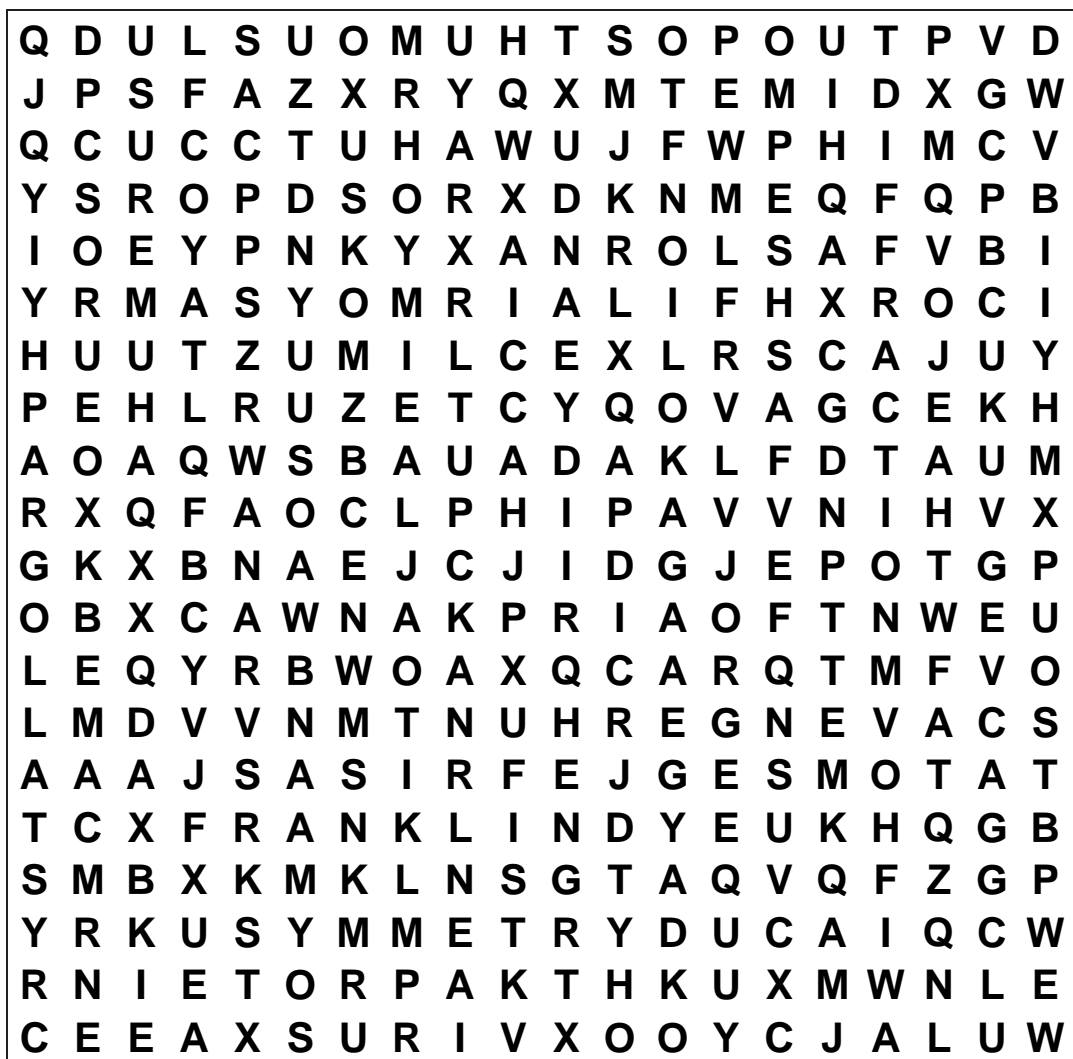 Q D U L S U O M U H T S O P O U T P V D
J P S F A Z X R Y Q X M T E M I D X G W
Q C U C C T U H A W U J F W P H I M C V
Y S R O P D S O R X D K N M E Q F Q P B
I O E Y P N K Y X A N R O L S A F V B I
Y R M A S Y O M R I A L I F H X R O C I
H U U T Z U M I L C E X L R S C A J U Y
P E H L R U Z E T C Y Q O V A G C E K H
A O A Q W S B A U A D A K L F D T A U M
R X Q F A O C L P H I P A V V N I H V X
G K X B N A E J C J I D G J E P O T G P
O B X C A W N A K P R I A O F T N W E U
L E Q Y R B W O A X Q C A R Q T M F V O
L M D V V N M T N U H R E G N E V A C S
A A A J S A S I R F E J G E S M O T A T
T C X F R A N K L I N D Y E U K H Q G B
S M B X K M K L N S G T A Q V Q F Z G P
Y R K U S Y M M E T R Y D U C A I Q C W
R N I E T O R P A K T H K U X M W N L E
C E E A X S U R I V X O O Y C J A L U W